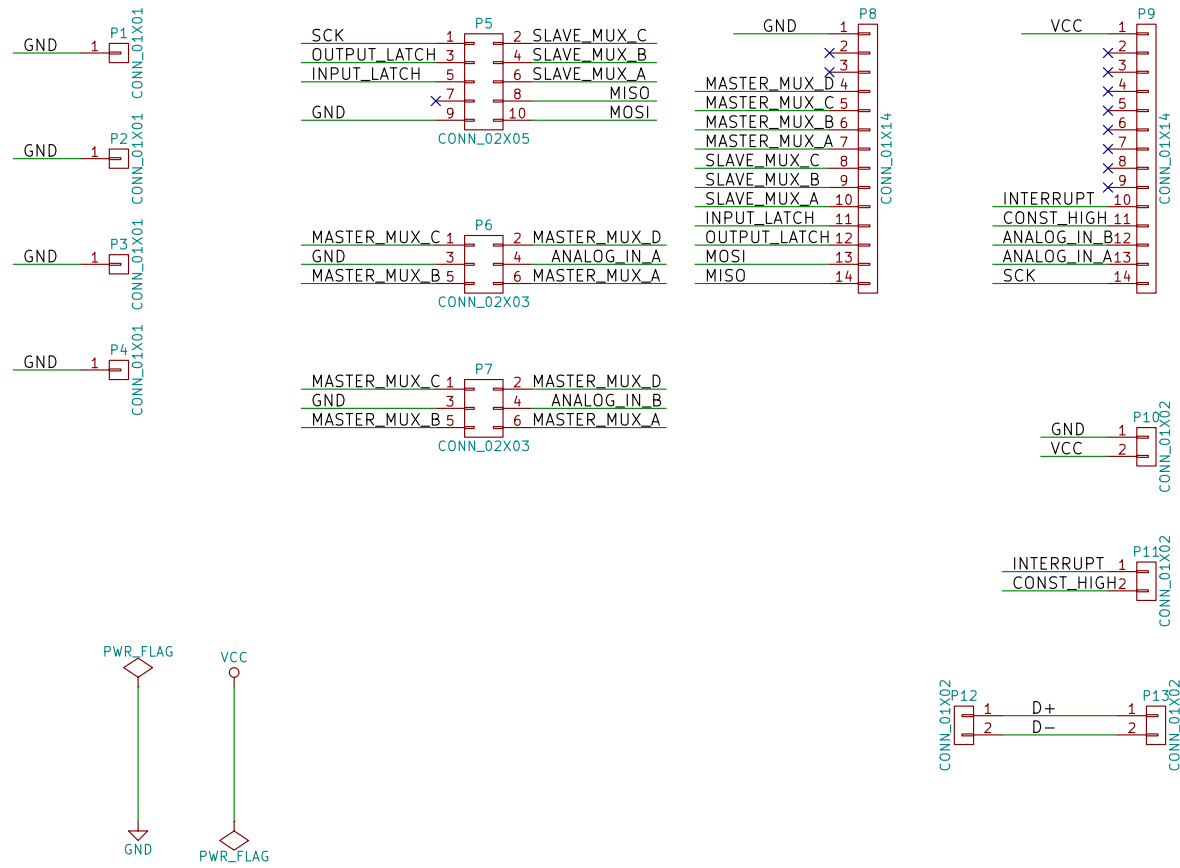 P1
GND 1
CONN_01X01
P2
GND 1
CONN_01X01
P3
GND 1
CONN_01X01
P4
GND 1
CONN_01X01
P5
SCK 1 2 SLAVE_MUX_C
OUTPUT_LATCH 3 4 SLAVE_MUX_B
INPUT_LATCH 5 6 SLAVE_MUX_A
7 8 MISO
GND 9 10 MOSI
CONN_02X05
P6
MASTER_MUX_C 1 2 MASTER_MUX_D
GND 3 4 ANALOG_IN_A
MASTER_MUX_B 5 6 MASTER_MUX_A
CONN_02X03
P7
MASTER_MUX_C 1 2 MASTER_MUX_D
GND 3 4 ANALOG_IN_B
MASTER_MUX_B 5 6 MASTER_MUX_A
CONN_02X03
P8
GND 1
2
3
MASTER_MUX_D 4
MASTER_MUX_C 5
MASTER_MUX_B 6
MASTER_MUX_A 7
SLAVE_MUX_C 8
SLAVE_MUX_B 9
SLAVE_MUX_A 10
INPUT_LATCH 11
OUTPUT_LATCH 12
MOSI 13
MISO 14
CONN_01X14
P9
VCC 1
2
3
4
5
6
7
8
9
INTERRUPT 10
CONST_HIGH 11
ANALOG_IN_B 12
ANALOG_IN_A 13
SCK 14
CONN_01X14
P10
GND 1
VCC 2
CONN_01X02
P11
INTERRUPT 1
CONST_HIGH 2
CONN_01X02
PWR_FLAG
GND
VCC
PWR_FLAG
P12 P13
1 D+ 1
2 D- 2
CONN_01X02
CONN_01X02